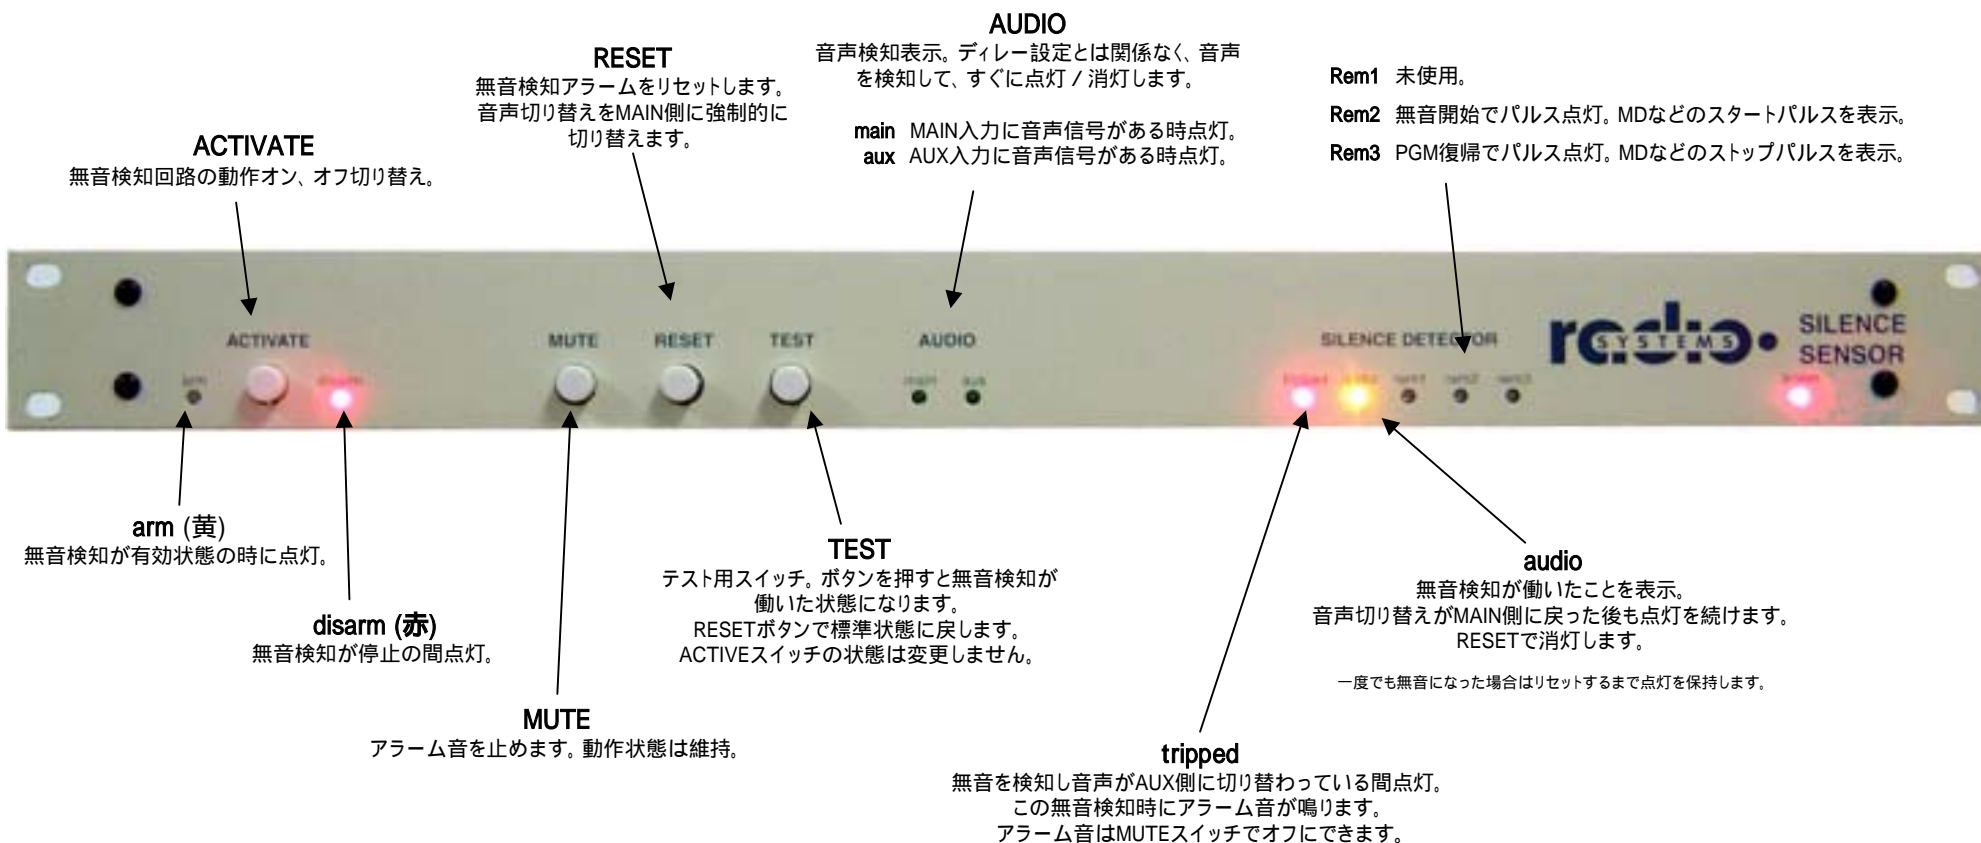 AUDIO
音声検知表示。ディレー設定とは関係なく、音声
を検知して、すぐに点灯 / 消灯します。
main MAIN入力に音声信号がある時点灯。
aux AUX入力に音声信号がある時点灯。
RESET
無音検知アラームをリセットします。
音声切り替えをMAIN側に強制的に
切り替えます。
Rem1 未使用。
Rem2 無音開始でパルス点灯。MDなどのスタートパルスを表示。
Rem3 PGM復帰でパルス点灯。MDなどのストップパルスを表示。
ACTIVATE
無音検知回路の動作オン、オフ切り替え。
ACTIVATE
MUTE
RESET
TEST
AUDIO
SILENCE DETECTOR
radio
SYSTEMS
SILENCE
SENSOR
arm
disarm
main
aux
tripped
rem1
rem2
rem3
arm (黄)
無音検知が有効状態の時に点灯。
disarm (赤)
無音検知が停止の間点灯。
TEST
テスト用スイッチ。ボタンを押すと無音検知が
働いた状態になります。
RESETボタンで標準状態に戻します。
ACTIVEスイッチの状態は変更しません。
audio
無音検知が働いたことを表示。
音声切り替えがMAIN側に戻った後も点灯を続けます。
RESETで消灯します。
一度でも無音になった場合はリセットするまで点灯を保持します。
MUTE
アラーム音を止めます。動作状態は維持。
tripped
無音を検知し音声がAUX側に切り替わっている間点灯。
この無音検知時にアラーム音が鳴ります。
アラーム音はMUTEスイッチでオフにできます。